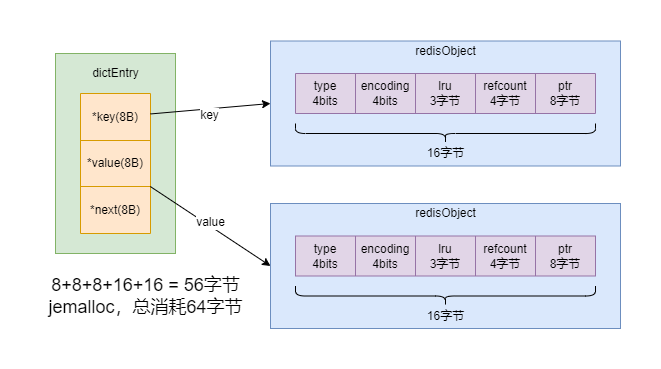 dictEntry
*key(8B)
*value(8B)
*next(8B)
key
value
redisObject
type
4bits
encoding
4bits
lru
3字节
refcount
4字节
ptr
8字节
16字节
redisObject
type
4bits
encoding
4bits
lru
3字节
refcount
4字节
ptr
8字节
16字节
8+8+8+16+16 = 56字节
jemalloc，总消耗64字节